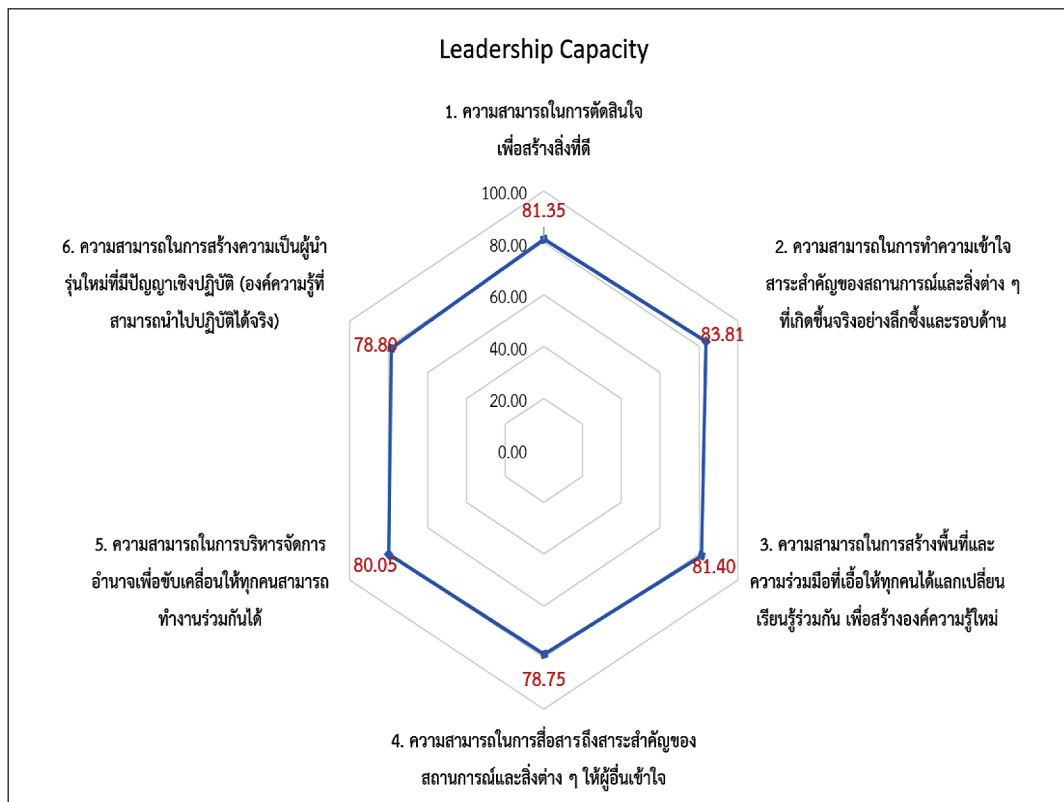 Leadership Capacity
1. ความสามารถในการตัดสินใจ
เพื่อสร้างสิ่งที่ดี
100.00
81.35
80.00
60.00
40.00
20.00
0.00
2. ความสามารถในการทำความเข้าใจ
สาระสำคัญของสถานการณ์และสิ่งต่าง ๆ
ที่เกิดขึ้นจริงอย่างลึกซึ้งและรอบด้าน
83.81
3. ความสามารถในการสร้างพื้นที่และ
ความร่วมมือที่เอื้อให้ทุกคนได้แลกเปลี่ยน
เรียนรู้ร่วมกัน เพื่อสร้างองค์ความรู้ใหม่
81.40
78.75
4. ความสามารถในการสื่อสารถึงสาระสำคัญของ
สถานการณ์และสิ่งต่าง ๆ ให้ผู้อื่นเข้าใจ
5. ความสามารถในการบริหารจัดการ
อำนาจเพื่อขับเคลื่อนให้ทุกคนสามารถ
ทำงานร่วมกันได้
80.05
6. ความสามารถในการสร้างความเป็นผู้นำ
รุ่นใหม่ที่มีปัญญาเชิงปฏิบัติ (องค์ความรู้ที่
สามารถนำไปปฏิบัติได้จริง)
78.80